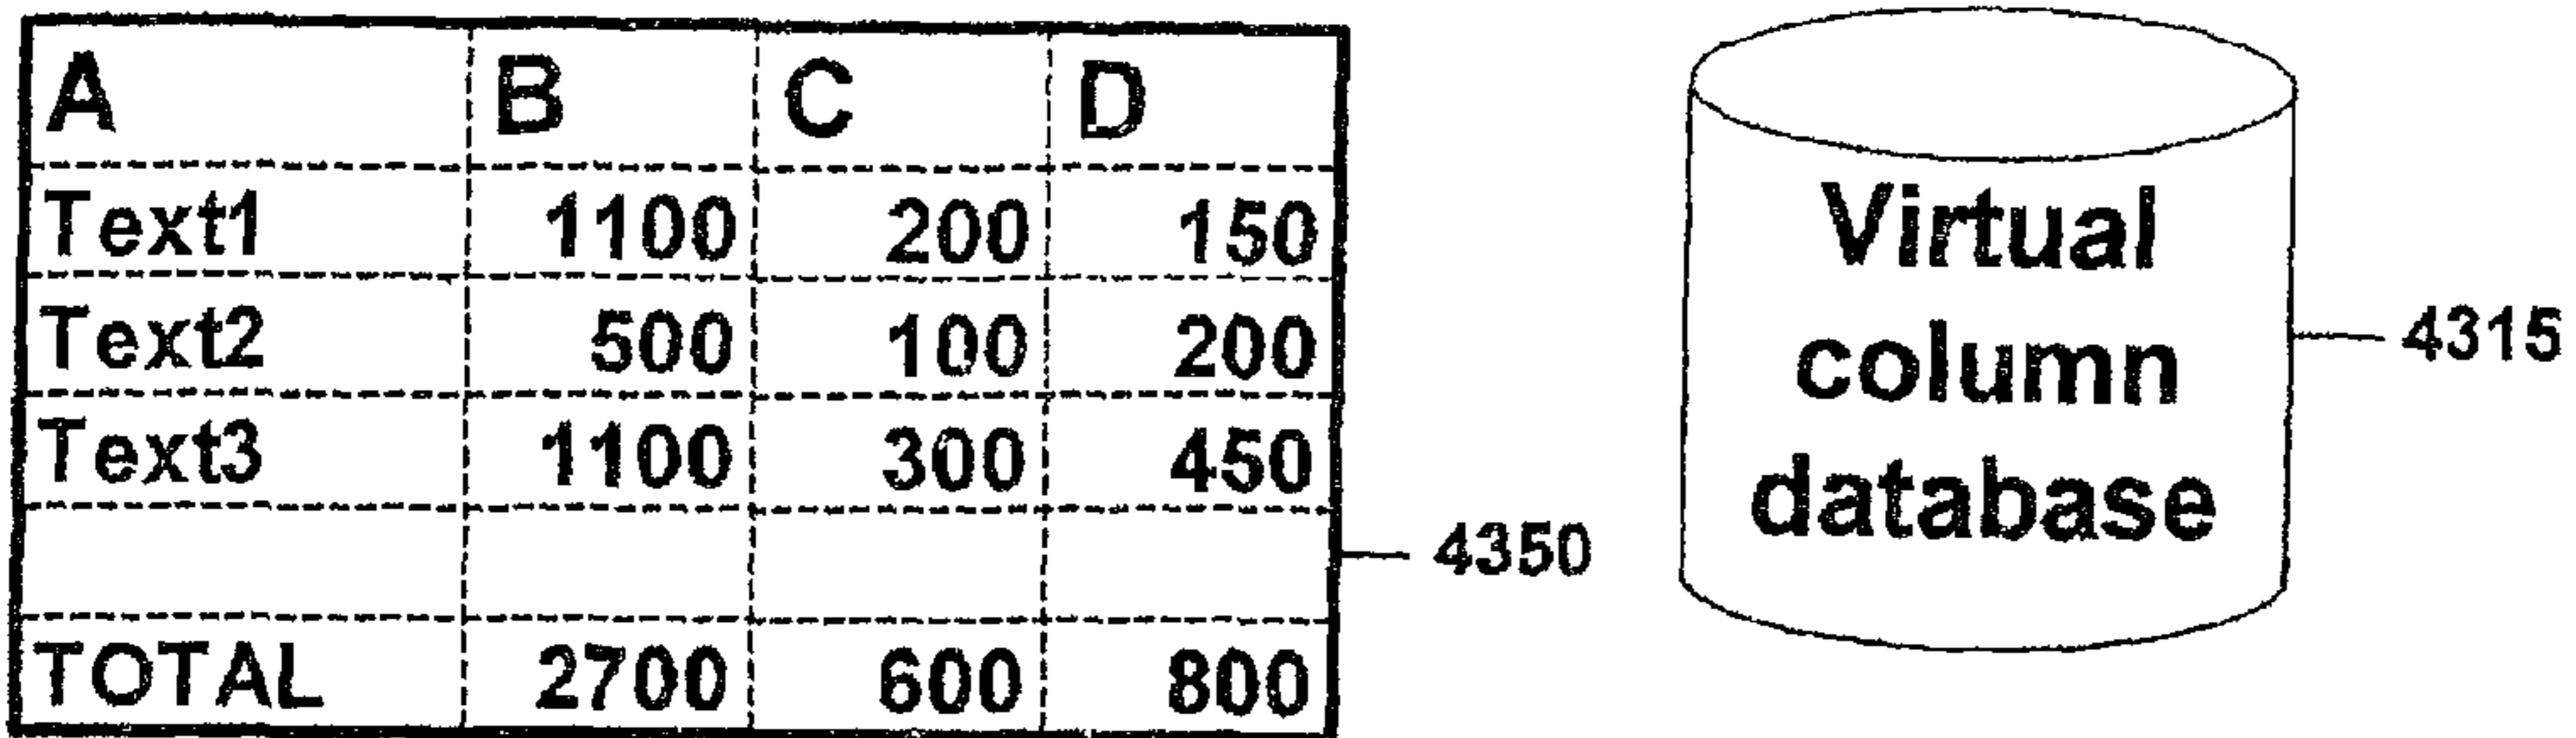 A B C D
Text1 1100 200 150
Text2 500 100 200
Text3 1100 300 450
TOTAL 2700 600 800
4350
Virtual
column
database
4315